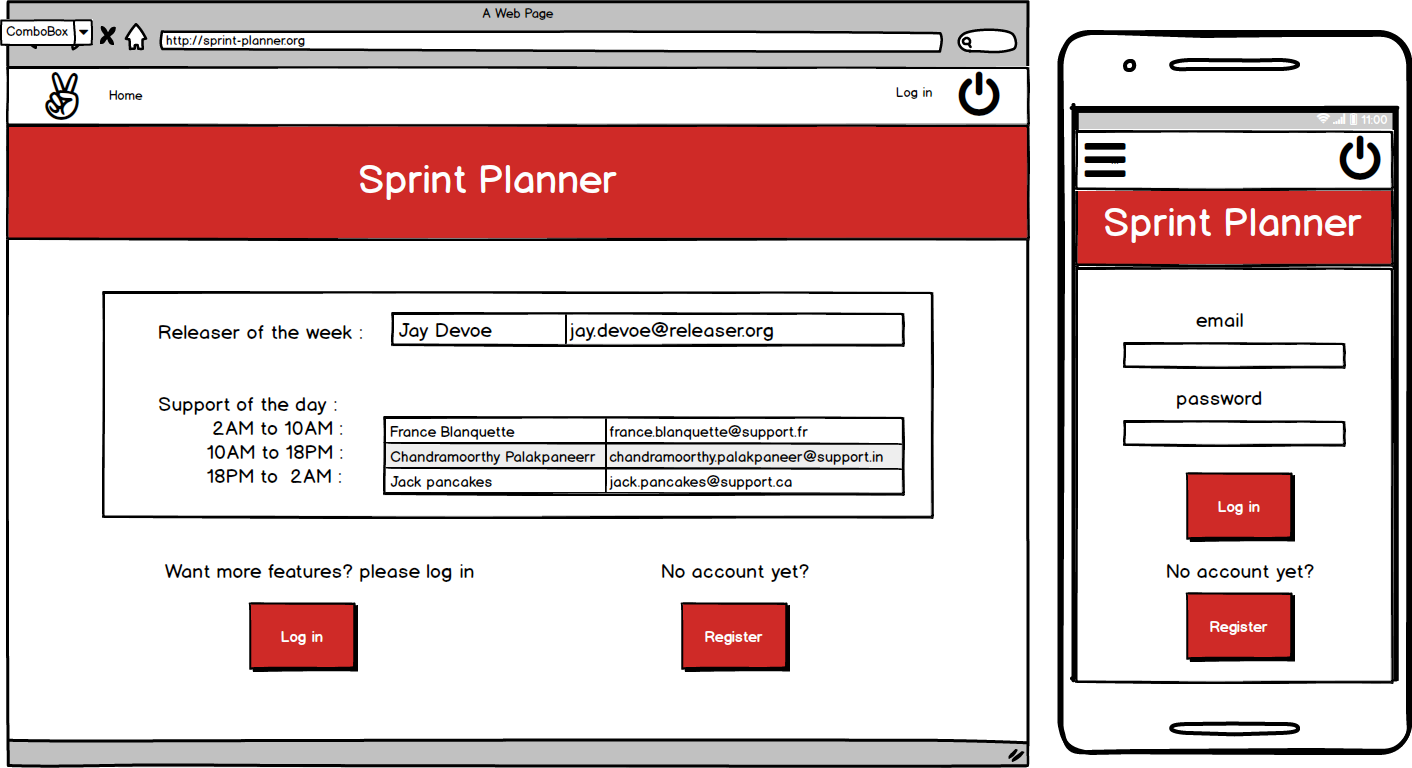 A Web Page
ComboBox
http://sprint-planner.org
Home
Log in
Sprint Planner
Releaser of the week : Jay Devoe jay.devoe@releaser.org
Support of the day :
2AM to 10AM : France Blanquette france.blanquette@support.fr
10AM to 18PM : Chandramoorthy Palakpaneerr chandramoorthy.palakpaneer@support.in
18PM to 2AM : Jack pancakes jack.pancakes@support.ca
Want more features? please log in
No account yet?
Log in
Register
11:00
Sprint Planner
email
password
Log in
No account yet?
Register